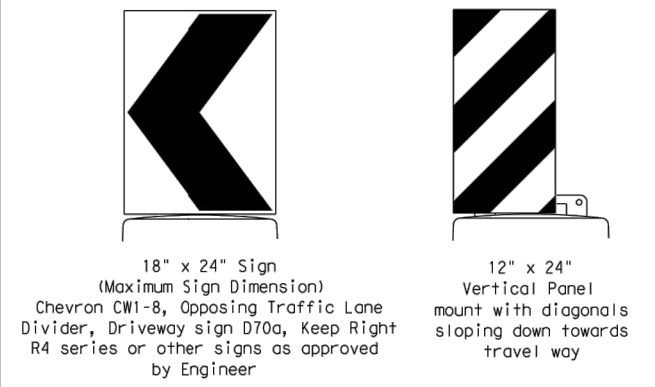 18" x 24" Sign
(Maximum Sign Dimension)
Chevron CW1-8, Opposing Traffic Lane
Divider, Driveway sign D70a, Keep Right
R4 series or other signs as approved
by Engineer
12" x 24"
Vertical Panel
mount with diagonals
sloping down towards
travel way